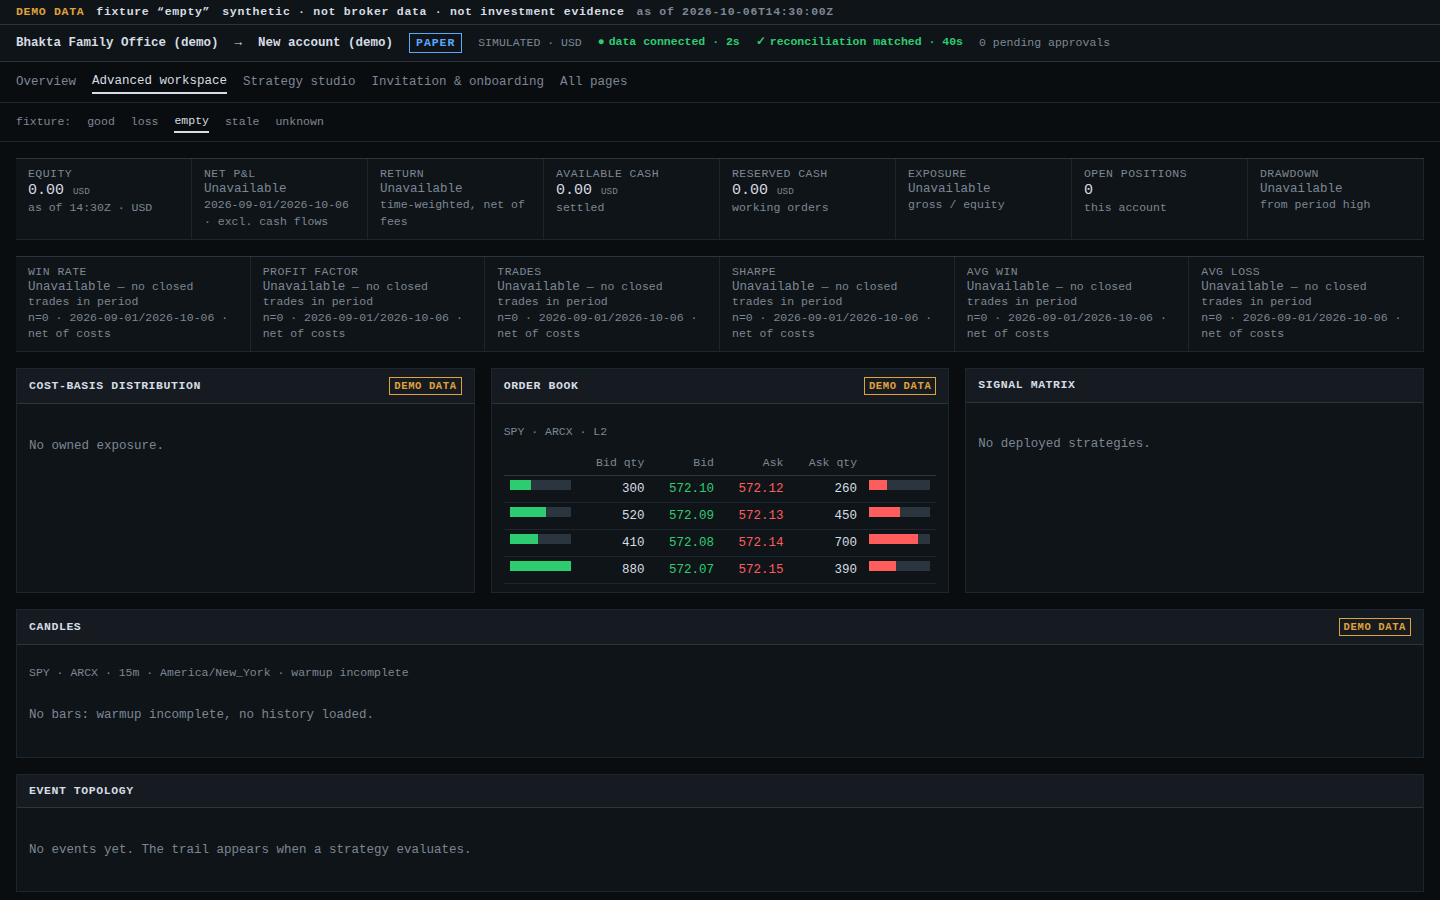 DEMO DATA fixture “empty” synthetic · not broker data · not investment evidence as of 2026-10-06T14:30:00Z
Bhakta Family Office (demo) → New account (demo) PAPER SIMULATED · USD ● data connected · 2s ✓ reconciliation matched · 40s 0 pending approvals
Overview Advanced workspace Strategy studio Invitation & onboarding All pages
fixture: good loss empty stale unknown
EQUITY
0.00 USD
as of 14:30Z · USD
NET P&L
Unavailable
2026-09-01/2026-10-06
· excl. cash flows
RETURN
Unavailable
time-weighted, net of
fees
AVAILABLE CASH
0.00 USD
settled
RESERVED CASH
0.00 USD
working orders
EXPOSURE
Unavailable
gross / equity
OPEN POSITIONS
0
this account
DRAWDOWN
Unavailable
from period high
WIN RATE
Unavailable — no closed
trades in period
n=0 · 2026-09-01/2026-10-06 ·
net of costs
PROFIT FACTOR
Unavailable — no closed
trades in period
n=0 · 2026-09-01/2026-10-06 ·
net of costs
TRADES
Unavailable — no closed
trades in period
n=0 · 2026-09-01/2026-10-06 ·
net of costs
SHARPE
Unavailable — no closed
trades in period
n=0 · 2026-09-01/2026-10-06 ·
net of costs
AVG WIN
Unavailable — no closed
trades in period
n=0 · 2026-09-01/2026-10-06 ·
net of costs
AVG LOSS
Unavailable — no closed
trades in period
n=0 · 2026-09-01/2026-10-06 ·
net of costs
COST-BASIS DISTRIBUTION DEMO DATA
No owned exposure.
ORDER BOOK DEMO DATA
SPY · ARCX · L2
Bid qty Bid Ask Ask qty
300 572.10 572.12 260
520 572.09 572.13 450
410 572.08 572.14 700
880 572.07 572.15 390
SIGNAL MATRIX
No deployed strategies.
CANDLES DEMO DATA
SPY · ARCX · 15m · America/New_York · warmup incomplete
No bars: warmup incomplete, no history loaded.
EVENT TOPOLOGY
No events yet. The trail appears when a strategy evaluates.